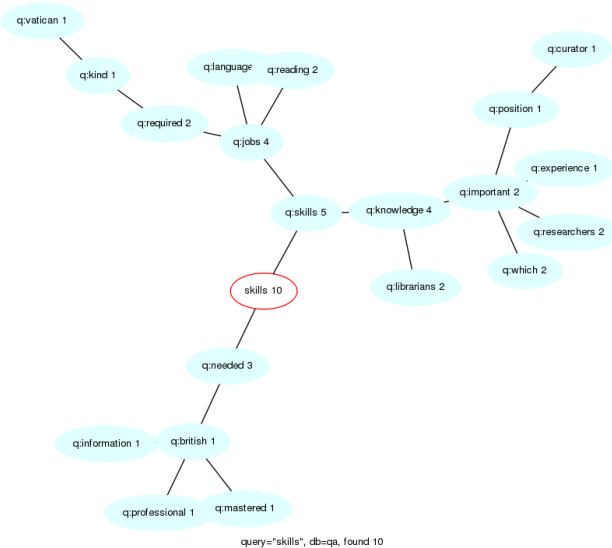 q:vatican 1
q:curator 1
q:kind 1
q:language
q:reading 2
q:position 1
q:required 2
q:jobs 4
q:experience 1
q:important 2
q:skills 5
q:knowledge 4
q:researchers 2
q:which 2
q:librarians 2
skills 10
q:needed 3
q:information 1
q:british 1
q:professional 1
q:mastered 1
query="skills", db=qa, found 10